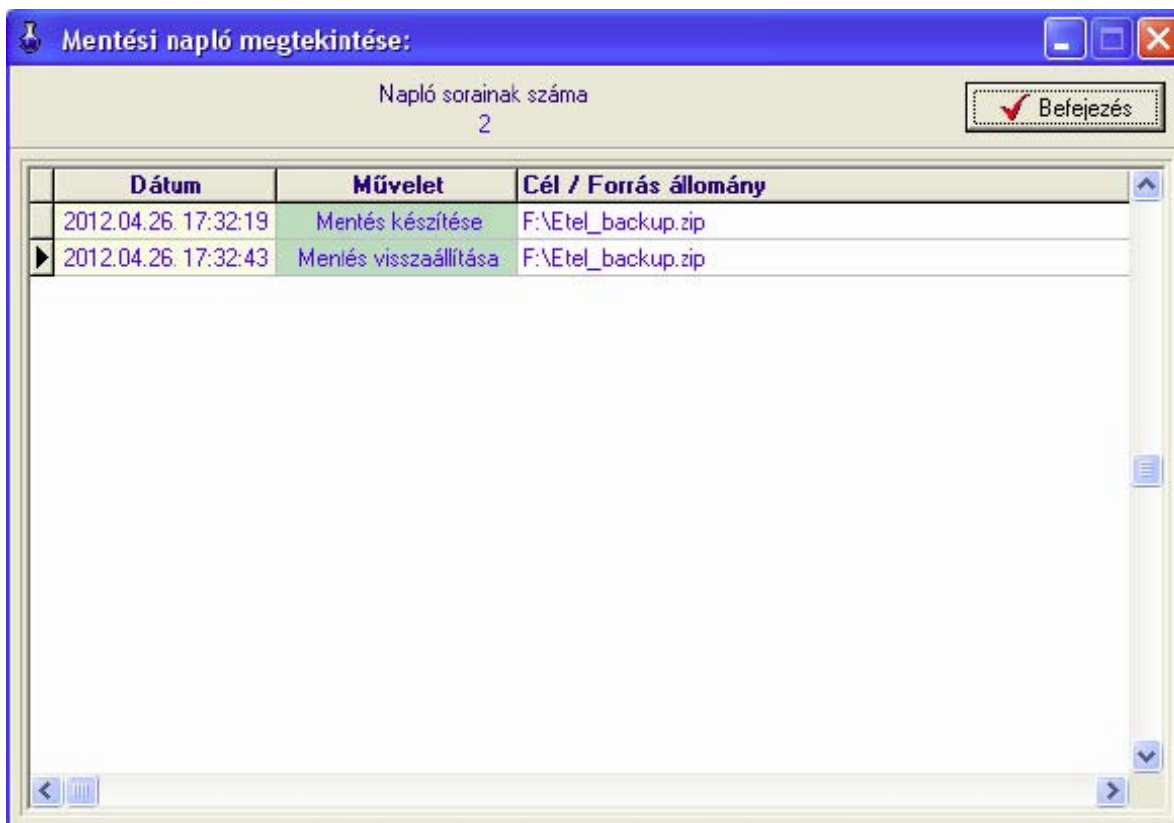 Mentési napló megtekintése:
Napló sorainak száma
2
Befejezés
Dátum Művelet Cél / Forrás állomány
2012.04.26. 17:32:19 Mentés készítése F:\Etel_backup.zip
2012.04.26. 17:32:43 Mentés visszaállítása F:\Etel_backup.zip